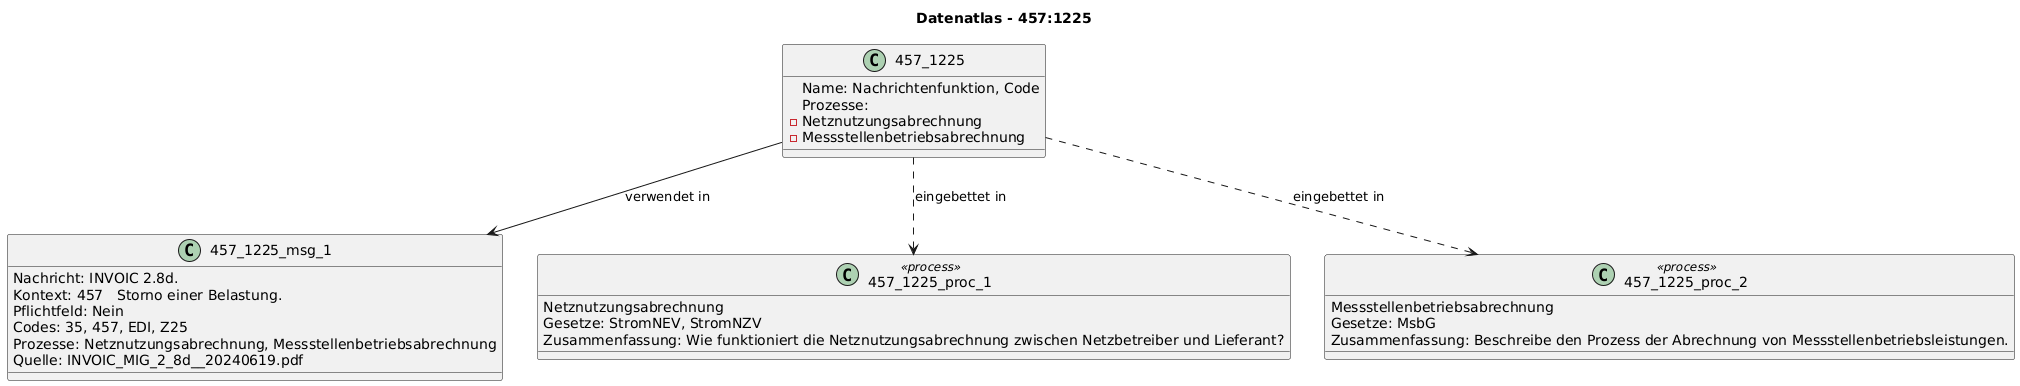 Datenatlas - 457:1225
C 457_1225
Name: Nachrichtenfunktion, Code
Prozesse:
Netznutzungsabrechnung
Messstellenbetriebsabrechnung
verwendet in
eingebettet in
eingebettet in
C 457_1225_msg_1
Nachricht: INVOIC 2.8d.
Kontext: 457   Storno einer Belastung.
Pflichtfeld: Nein
Codes: 35, 457, EDI, Z25
Prozesse: Netznutzungsabrechnung, Messstellenbetriebsabrechnung
Quelle: INVOIC_MIG_2_8d__20240619.pdf
«process»
C 457_1225_proc_1
Netznutzungsabrechnung
Gesetze: StromNEV, StromNZV
Zusammenfassung: Wie funktioniert die Netznutzungsabrechnung zwischen Netzbetreiber und Lieferant?
«process»
C 457_1225_proc_2
Messstellenbetriebsabrechnung
Gesetze: MsbG
Zusammenfassung: Beschreibe den Prozess der Abrechnung von Messstellenbetriebsleistungen.